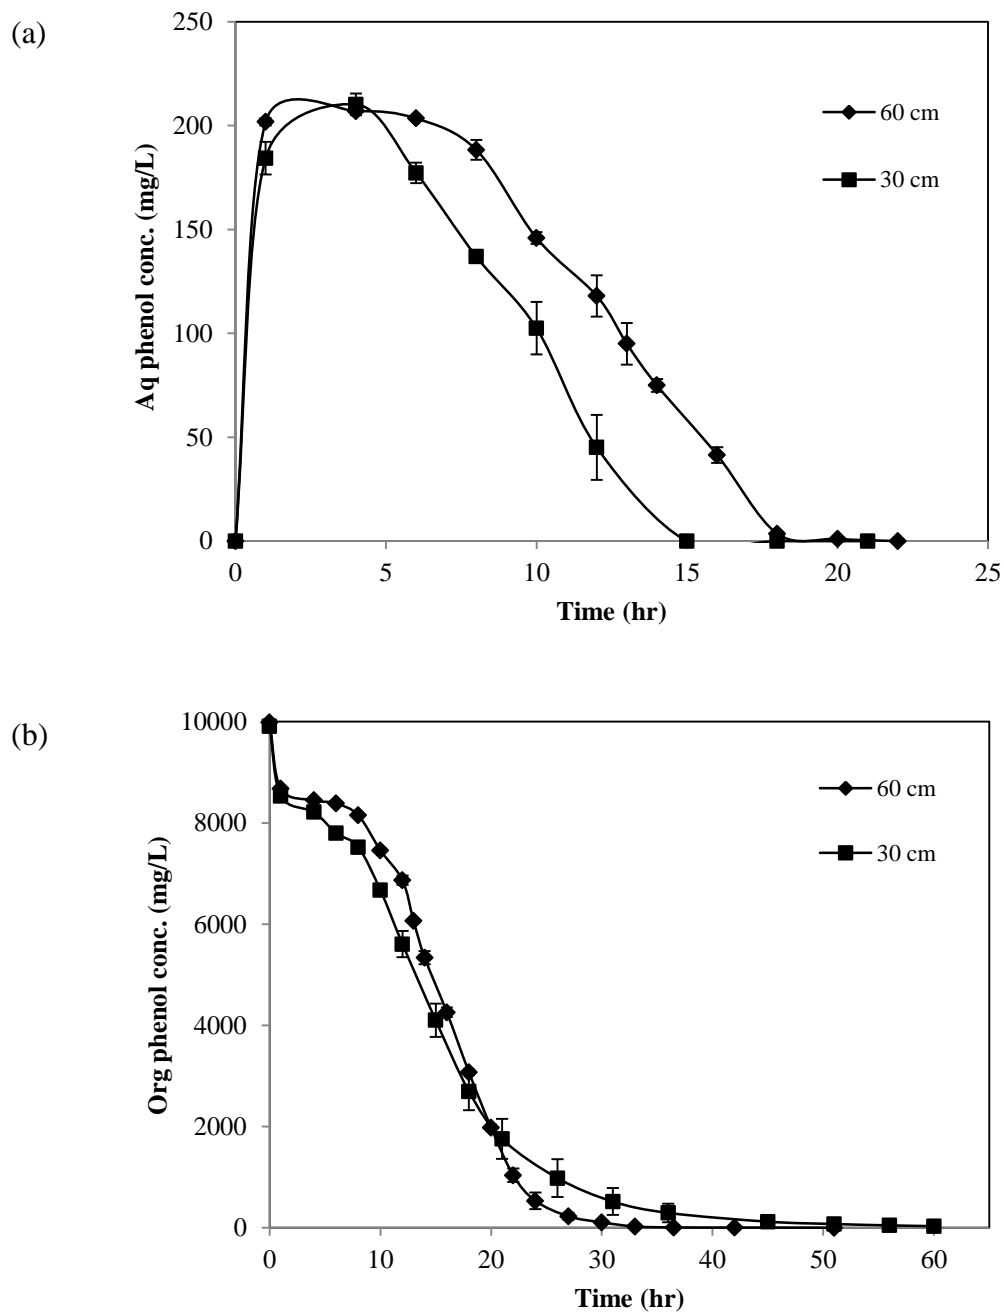 (a)
250
200
150
100
50
0
Aq phenol conc. (mg/L)
60 cm
30 cm
0 5 10 15 20 25
Time (hr)
(b)
10000
8000
6000
4000
2000
0
Org phenol conc. (mg/L)
60 cm
30 cm
0 10 20 30 40 50 60
Time (hr)